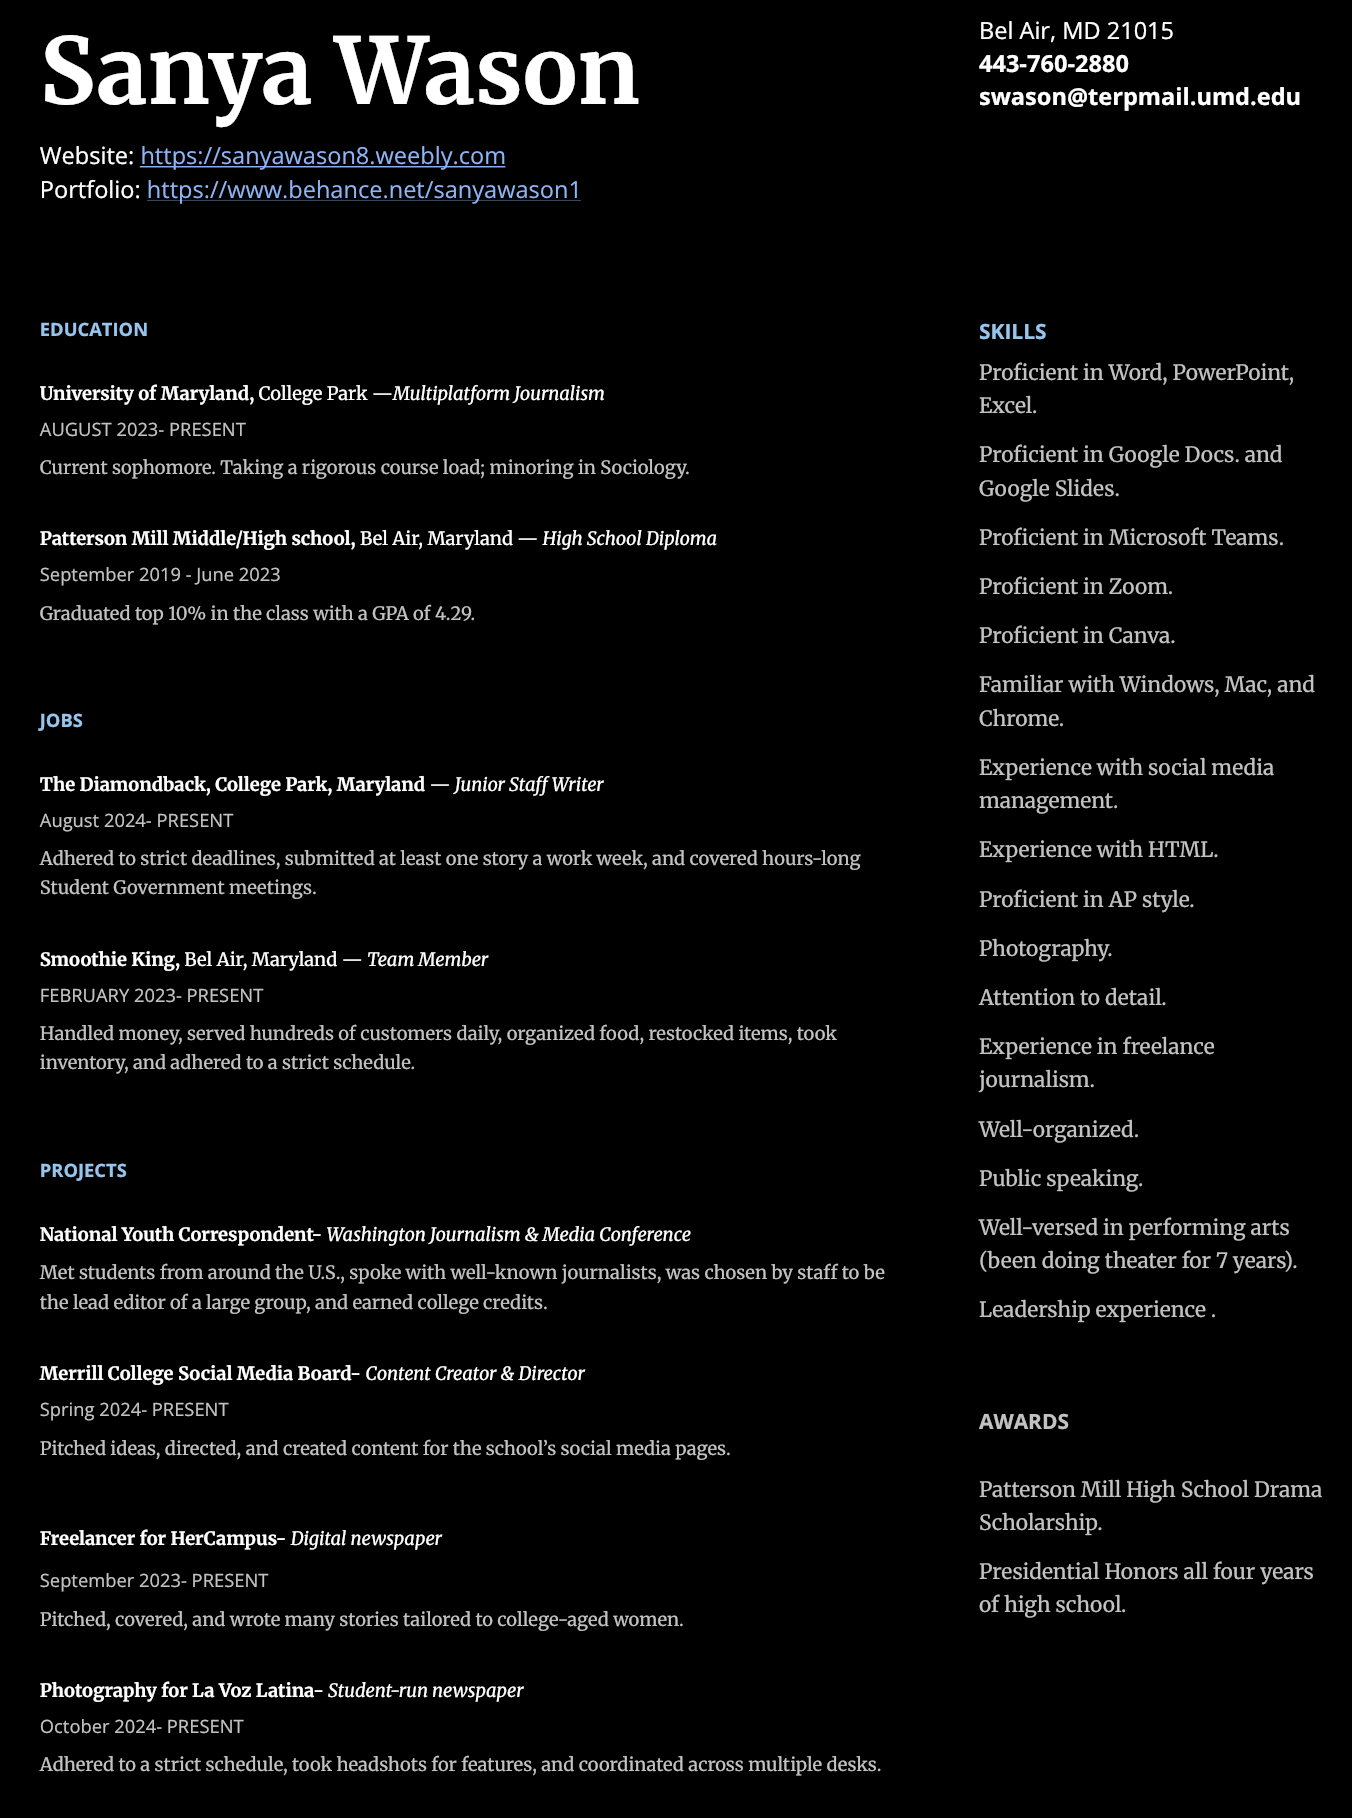 Sanya Wason
Website: https://sanyawason8.weebly.com
Portfolio: https://www.behance.net/sanyawason1
Bel Air, MD 21015
443-760-2880
swason@terpmail.umd.edu
EDUCATION
University of Maryland, College Park —Multiplatform Journalism
AUGUST 2023- PRESENT
Current sophomore. Taking a rigorous course load; minoring in Sociology.
Patterson Mill Middle/High school, Bel Air, Maryland — High School Diploma
September 2019 - June 2023
Graduated top 10% in the class with a GPA of 4.29.
JOBS
The Diamondback, College Park, Maryland — Junior Staff Writer
August 2024- PRESENT
Adhered to strict deadlines, submitted at least one story a work week, and covered hours-long
Student Government meetings.
Smoothie King, Bel Air, Maryland — Team Member
FEBRUARY 2023- PRESENT
Handled money, served hundreds of customers daily, organized food, restocked items, took
inventory, and adhered to a strict schedule.
PROJECTS
National Youth Correspondent- Washington Journalism & Media Conference
Met students from around the U.S., spoke with well-known journalists, was chosen by staff to be
the lead editor of a large group, and earned college credits.
Merrill College Social Media Board- Content Creator & Director
Spring 2024- PRESENT
Pitched ideas, directed, and created content for the school’s social media pages.
Freelancer for HerCampus- Digital newspaper
September 2023- PRESENT
Pitched, covered, and wrote many stories tailored to college-aged women.
Photography for La Voz Latina- Student-run newspaper
October 2024- PRESENT
Adhered to a strict schedule, took headshots for features, and coordinated across multiple desks.
SKILLS
Proficient in Word, PowerPoint,
Excel.
Proficient in Google Docs. and
Google Slides.
Proficient in Microsoft Teams.
Proficient in Zoom.
Proficient in Canva.
Familiar with Windows, Mac, and
Chrome.
Experience with social media
management.
Experience with HTML.
Proficient in AP style.
Photography.
Attention to detail.
Experience in freelance
journalism.
Well-organized.
Public speaking.
Well-versed in performing arts
(been doing theater for 7 years).
Leadership experience .
AWARDS
Patterson Mill High School Drama
Scholarship.
Presidential Honors all four years
of high school.